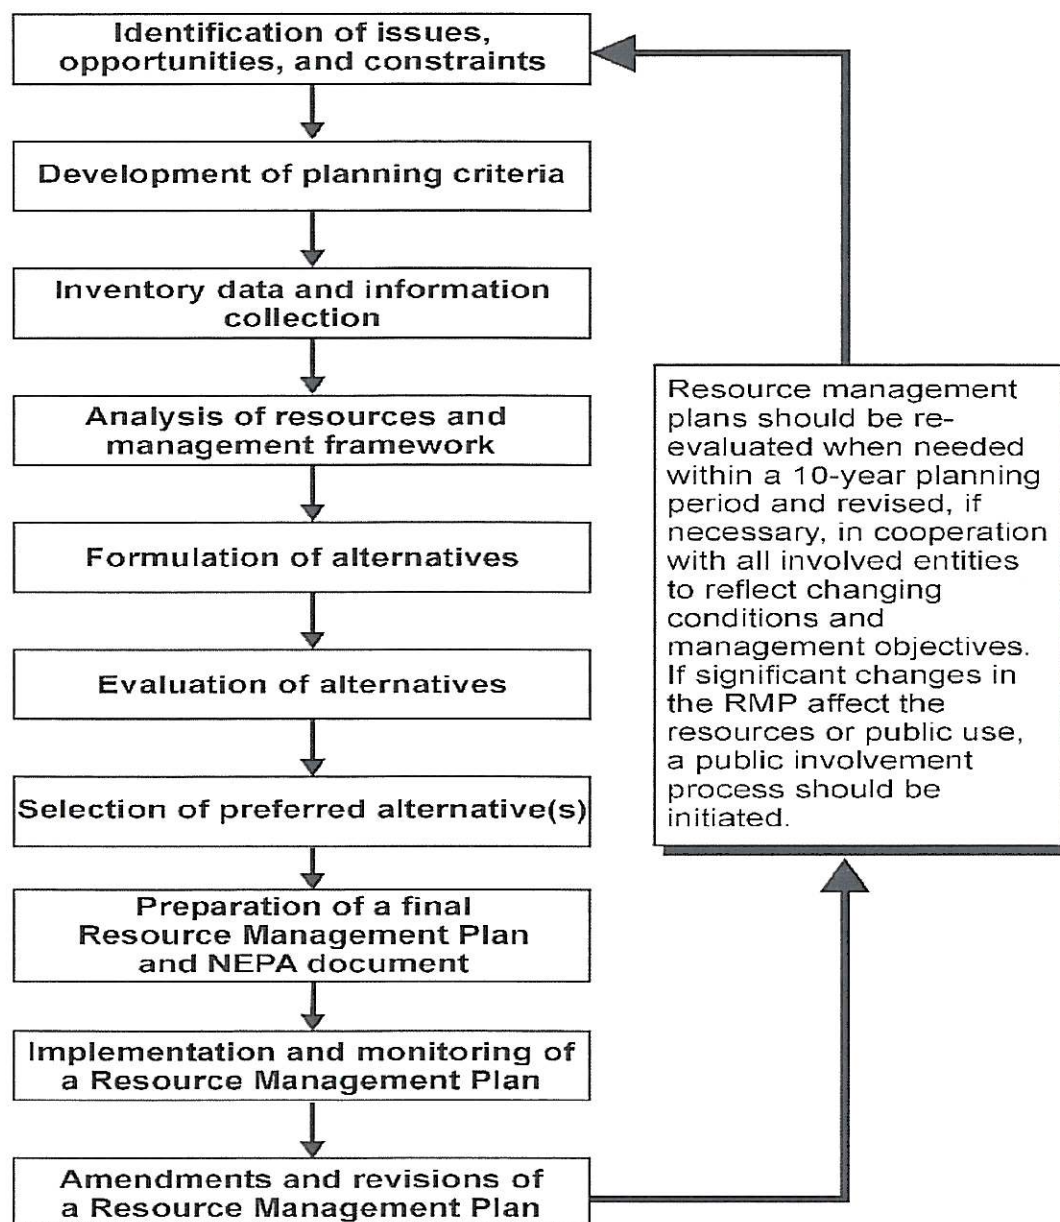 Identification of issues,
opportunities, and constraints
Development of planning criteria
Inventory data and information
collection
Analysis of resources and
management framework
Formulation of alternatives
Evaluation of alternatives
Selection of preferred alternative(s)
Preparation of a final
Resource Management Plan
and NEPA document
Implementation and monitoring of
a Resource Management Plan
Amendments and revisions of
a Resource Management Plan
Resource management
plans should be re-
evaluated when needed
within a 10-year planning
period and revised, if
necessary, in cooperation
with all involved entities
to reflect changing
conditions and
management objectives.
If significant changes in
the RMP affect the
resources or public use,
a public involvement
process should be
initiated.